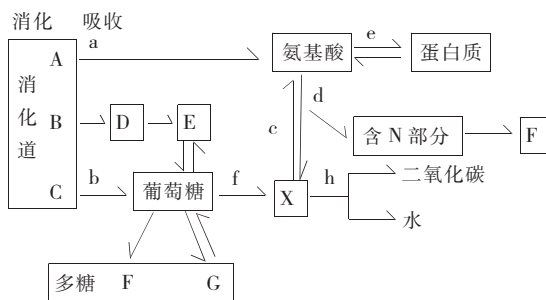 消化 吸收
A a 氨基酸 e 蛋白质
消化道 B D E c d 含N部分 F
C b 葡萄糖 f X h 二氧化碳
水
多糖 F G